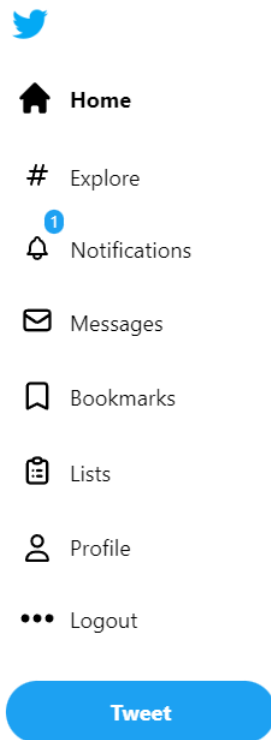 Home
# Explore
1
Notifications
Messages
Bookmarks
Lists
Profile
Logout
Tweet